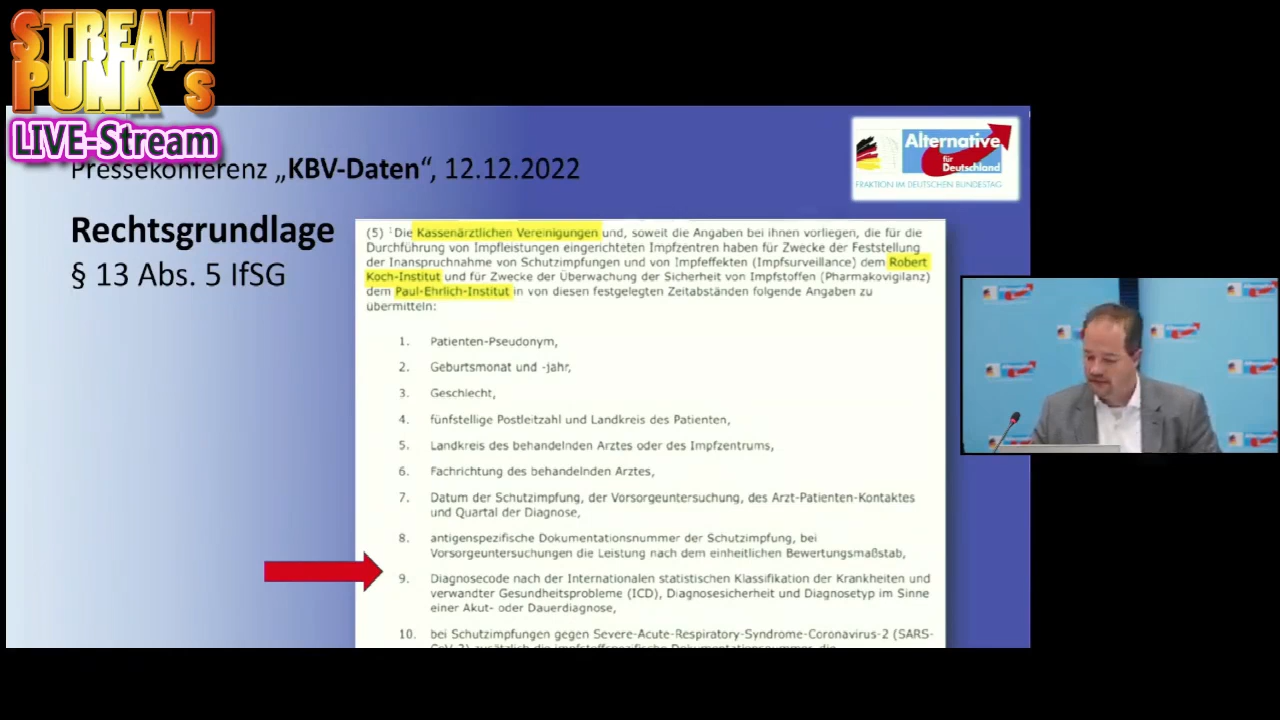 STREAM
PUNK´s
LIVE-Stream
Pressekonferenz „KBV-Daten“, 12.12.2022
Alternative
für
Deutschland
FRAKTION IM DEUTSCHEN BUNDESTAG
Rechtsgrundlage
§ 13 Abs. 5 IfSG
(5) ¹Die Kassenärztlichen Vereinigungen und, soweit die Angaben bei ihnen vorliegen, die für die
Durchführung von Impfleistungen eingerichteten Impfzentren haben für Zwecke der Feststellung
der Inanspruchnahme von Schutzimpfungen und von Impfeffekten (Impfsurveillance) dem Robert
Koch-Institut und für Zwecke der Überwachung der Sicherheit von Impfstoffen (Pharmakovigilanz)
dem Paul-Ehrlich-Institut in von diesen festgelegten Zeitabständen folgende Angaben zu
übermitteln:
1. Patienten-Pseudonym,
2. Geburtsmonat und -jahr,
3. Geschlecht,
4. fünfstellige Postleitzahl und Landkreis des Patienten,
5. Landkreis des behandelnden Arztes oder des Impfzentrums,
6. Fachrichtung des behandelnden Arztes,
7. Datum der Schutzimpfung, der Vorsorgeuntersuchung, des Arzt-Patienten-Kontaktes
und Quartal der Diagnose,
8. antigenspezifische Dokumentationsnummer der Schutzimpfung, bei
Vorsorgeuntersuchungen die Leistung nach dem einheitlichen Bewertungsmaßstab,
9. Diagnosecode nach der Internationalen statistischen Klassifikation der Krankheiten und
verwandter Gesundheitsprobleme (ICD), Diagnosesicherheit und Diagnosetyp im Sinne
einer Akut- oder Dauerdiagnose,
10. bei Schutzimpfungen gegen Severe-Acute-Respiratory-Syndrome-Coronavirus-2 (SARS-